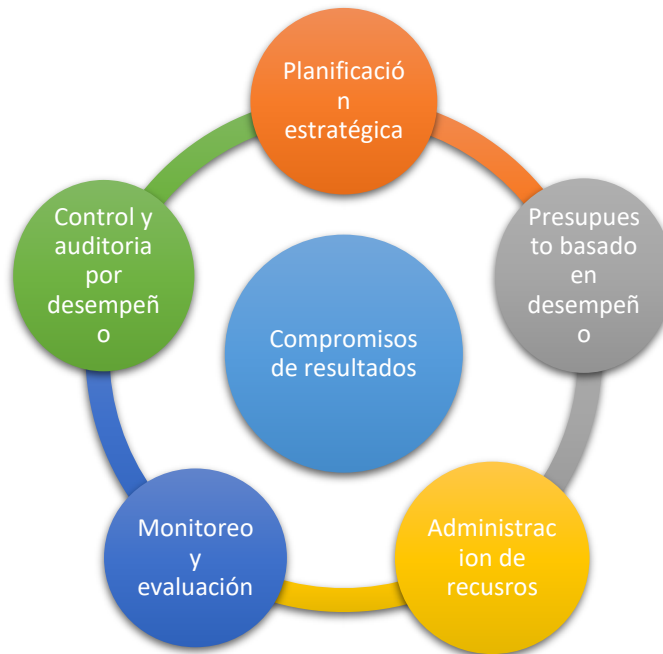 Planificació
n
estratégica
Presupues
to basado
en
desempeñ
o
Administrac
ion de
recusros
Monitoreo
y
evaluación
Control y
auditoria
por
desempeñ
o
Compromisos
de resultados